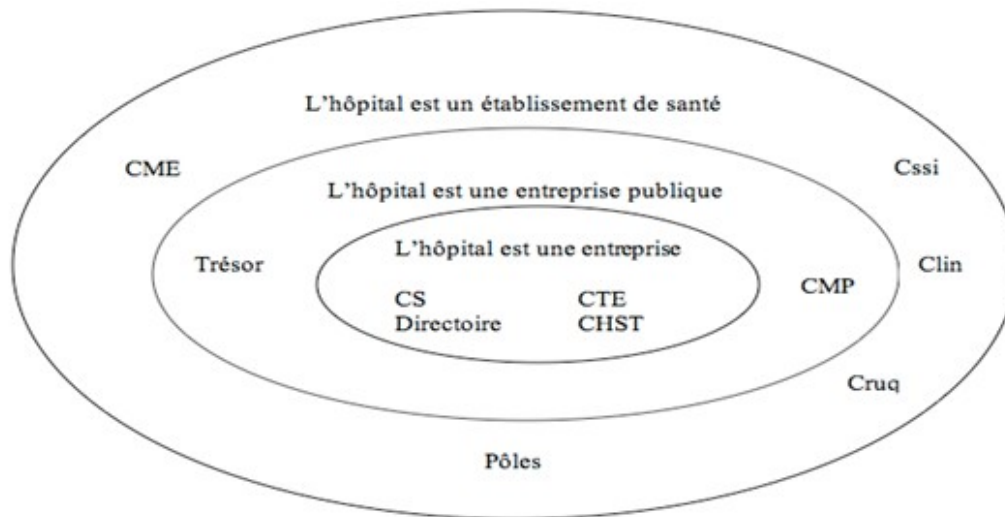 L'hôpital est un établissement de santé
CME
Cssi
L'hôpital est une entreprise publique
Trésor
L'hôpital est une entreprise
CMP
Clin
CS
CTE
Directoire
CHST
Cruq
Pôles